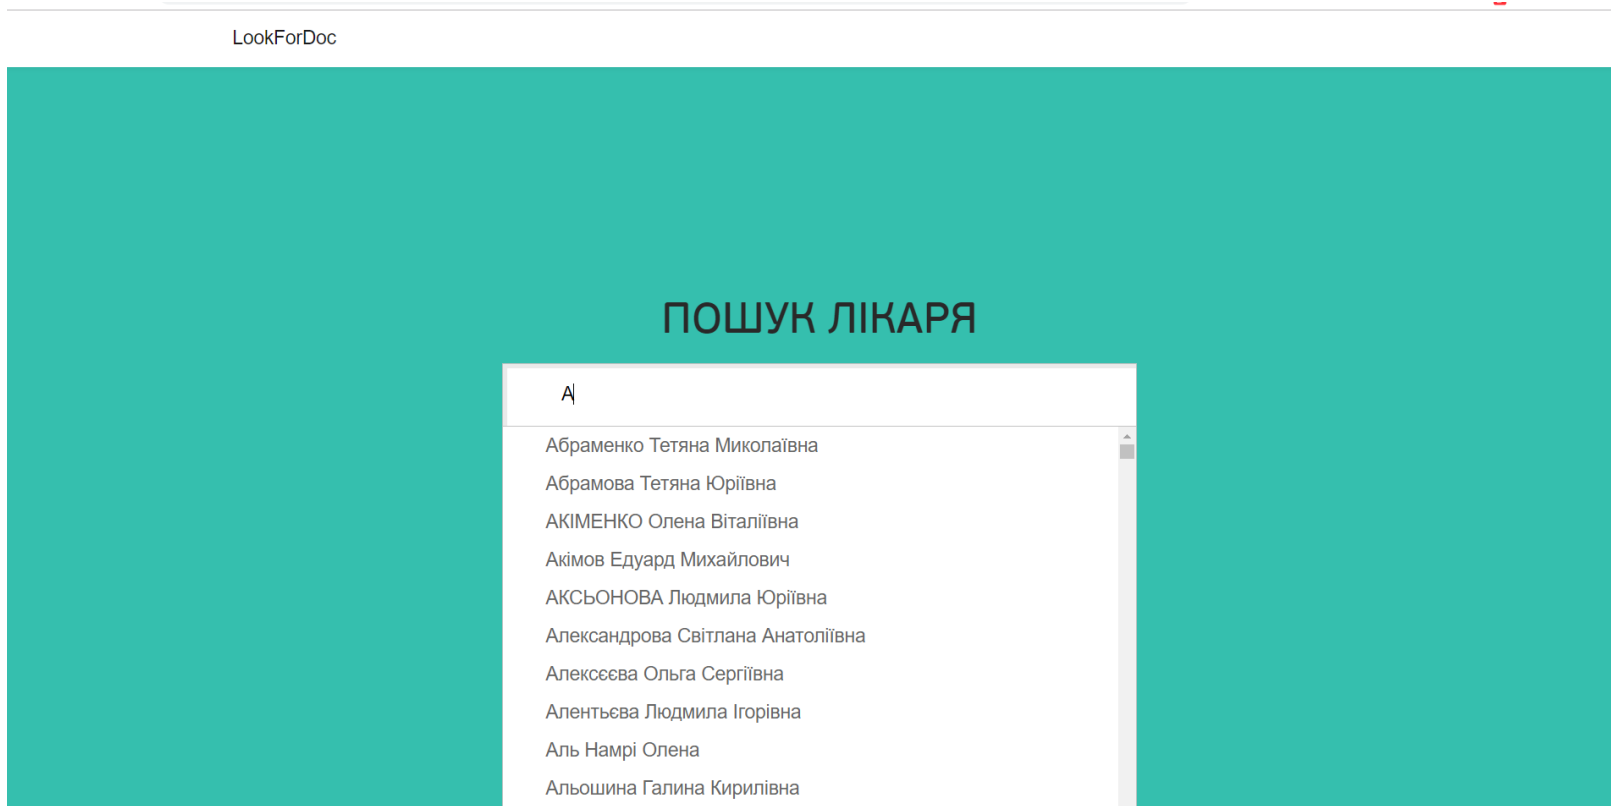 LookForDoc
ПОШУК ЛІКАРЯ
А
Абраменко Тетяна Миколаївна
Абрамова Тетяна Юріївна
АКІМЕНКО Олена Віталіївна
Акімов Едуард Михайлович
АКСЬОНОВА Людмила Юріївна
Александрова Світлана Анатоліївна
Алексєєва Ольга Сергіївна
Алентьєва Людмила Ігорівна
Аль Намрі Олена
Альошина Галина Кирилівна